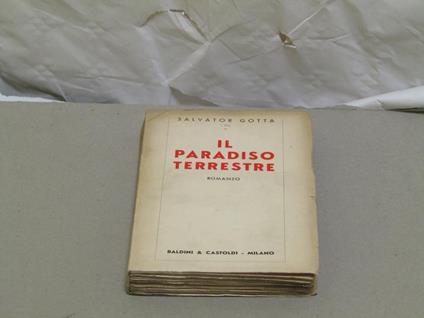 SALVATOR GOTTA
IL
PARADISO
TERRESTRE
ROMANZO
BALDINI & CASTOLDI - MILANO